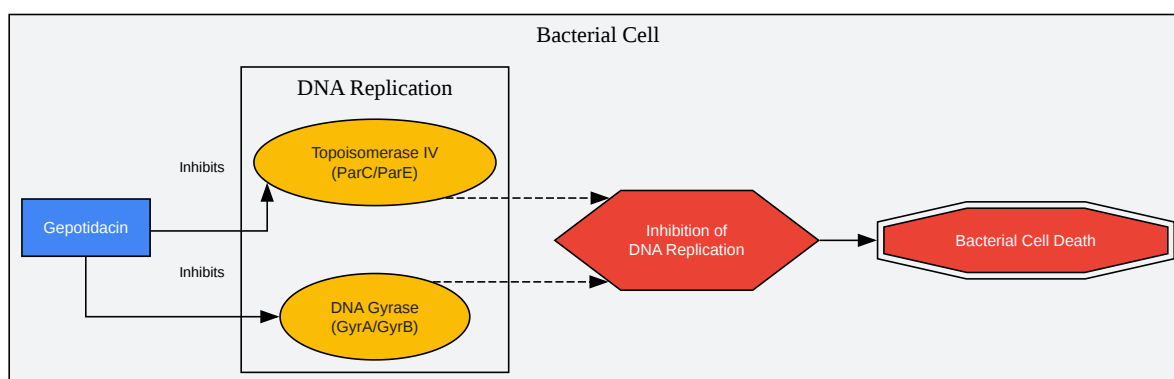 Bacterial Cell
DNA Replication
Topoisomerase IV
(ParC/ParE)
Inhibits
Gepotidacin
Inhibits
DNA Gyrase
(GyrA/GyrB)
Inhibition of
DNA Replication
Bacterial Cell Death